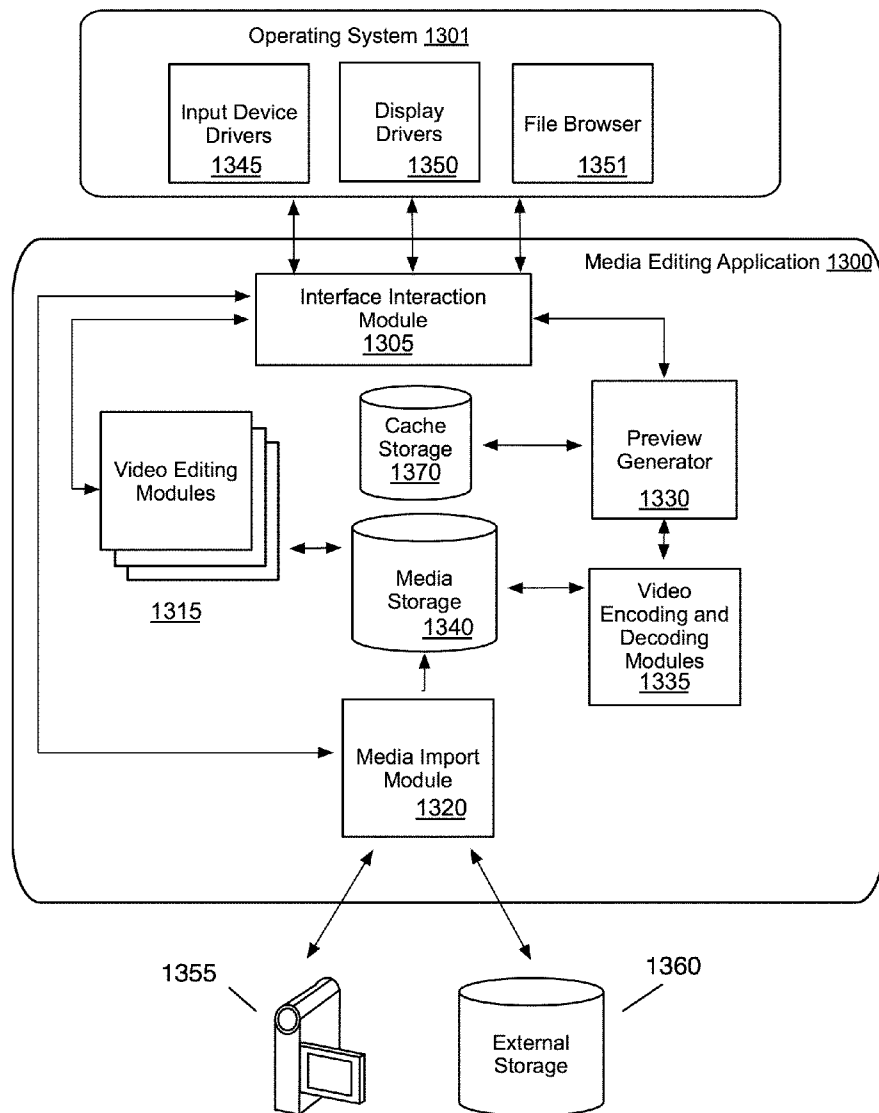 Operating System 1301
Input Device
Drivers
1345
Display
Drivers
1350
File Browser
1351
Media Editing Application 1300
Interface Interaction
Module
1305
Cache
Storage
1370
Preview
Generator
1330
Video Editing
Modules
1315
Media
Storage
1340
Video
Encoding and
Decoding
Modules
1335
Media Import
Module
1320
1355
1360
External
Storage